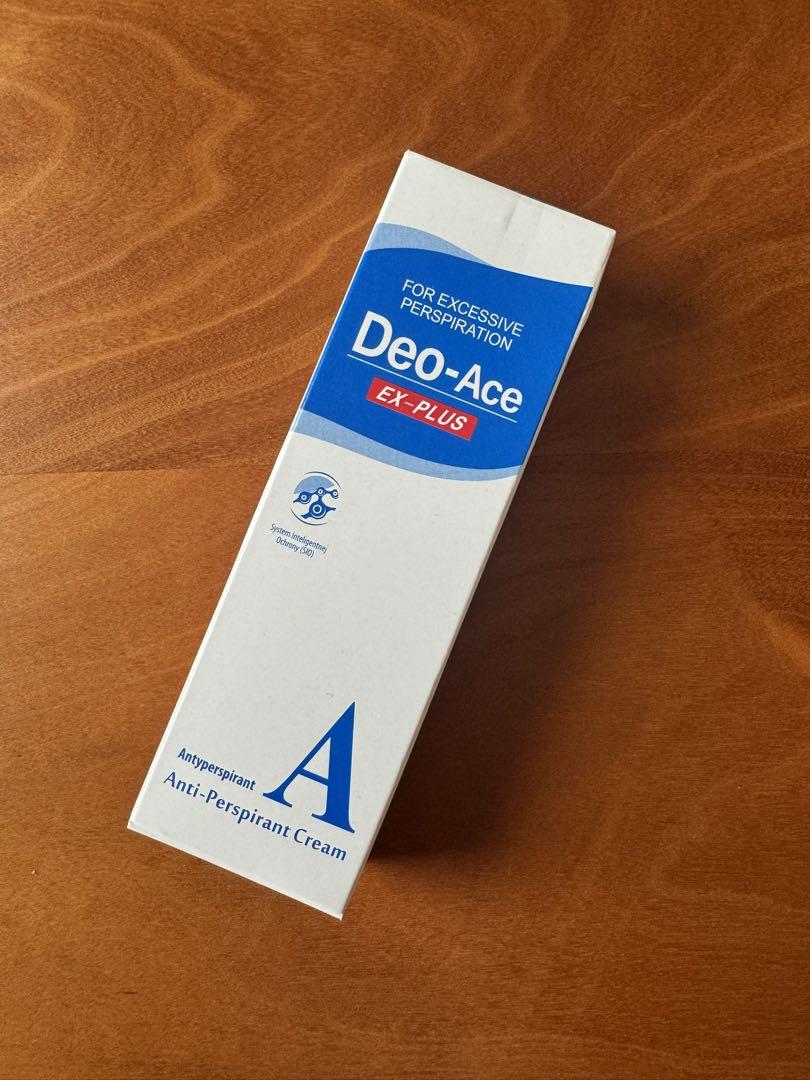 FOR EXCESSIVE
PERSPIRATION
Deo-Ace
EX-PLUS
System Inteligentnej
Ochrony (SIO)
A
Antyperspirant
Anti-Perspirant Cream